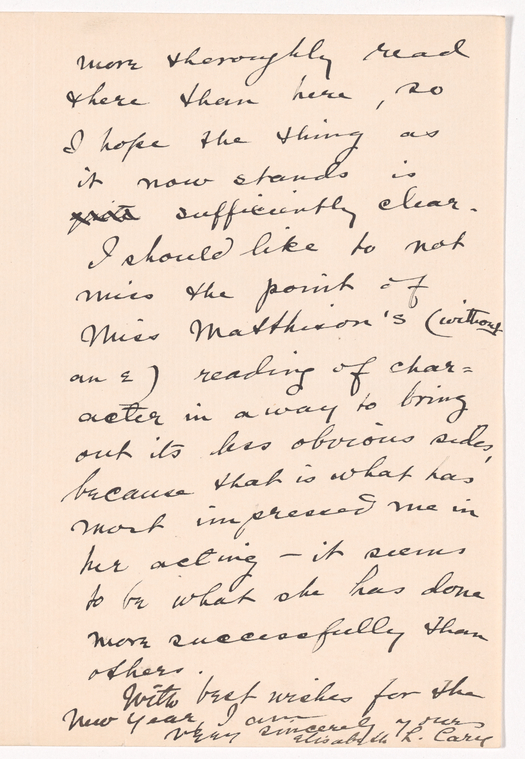 more thoroughly read
there than here, so
I hope the thing as
it now stands is
sufficiently clear.
I should like to not
miss the point of
Miss Matthison's (without
an E) reading of char=
acter in a way to bring
out its less obvious sides,
because that is what has
most impressed me in
her acting – it seems
to be what she has done
more successfully than
others.
With best wishes for the
New Year, I am
very sincerely yours
Elisabeth L. Cary